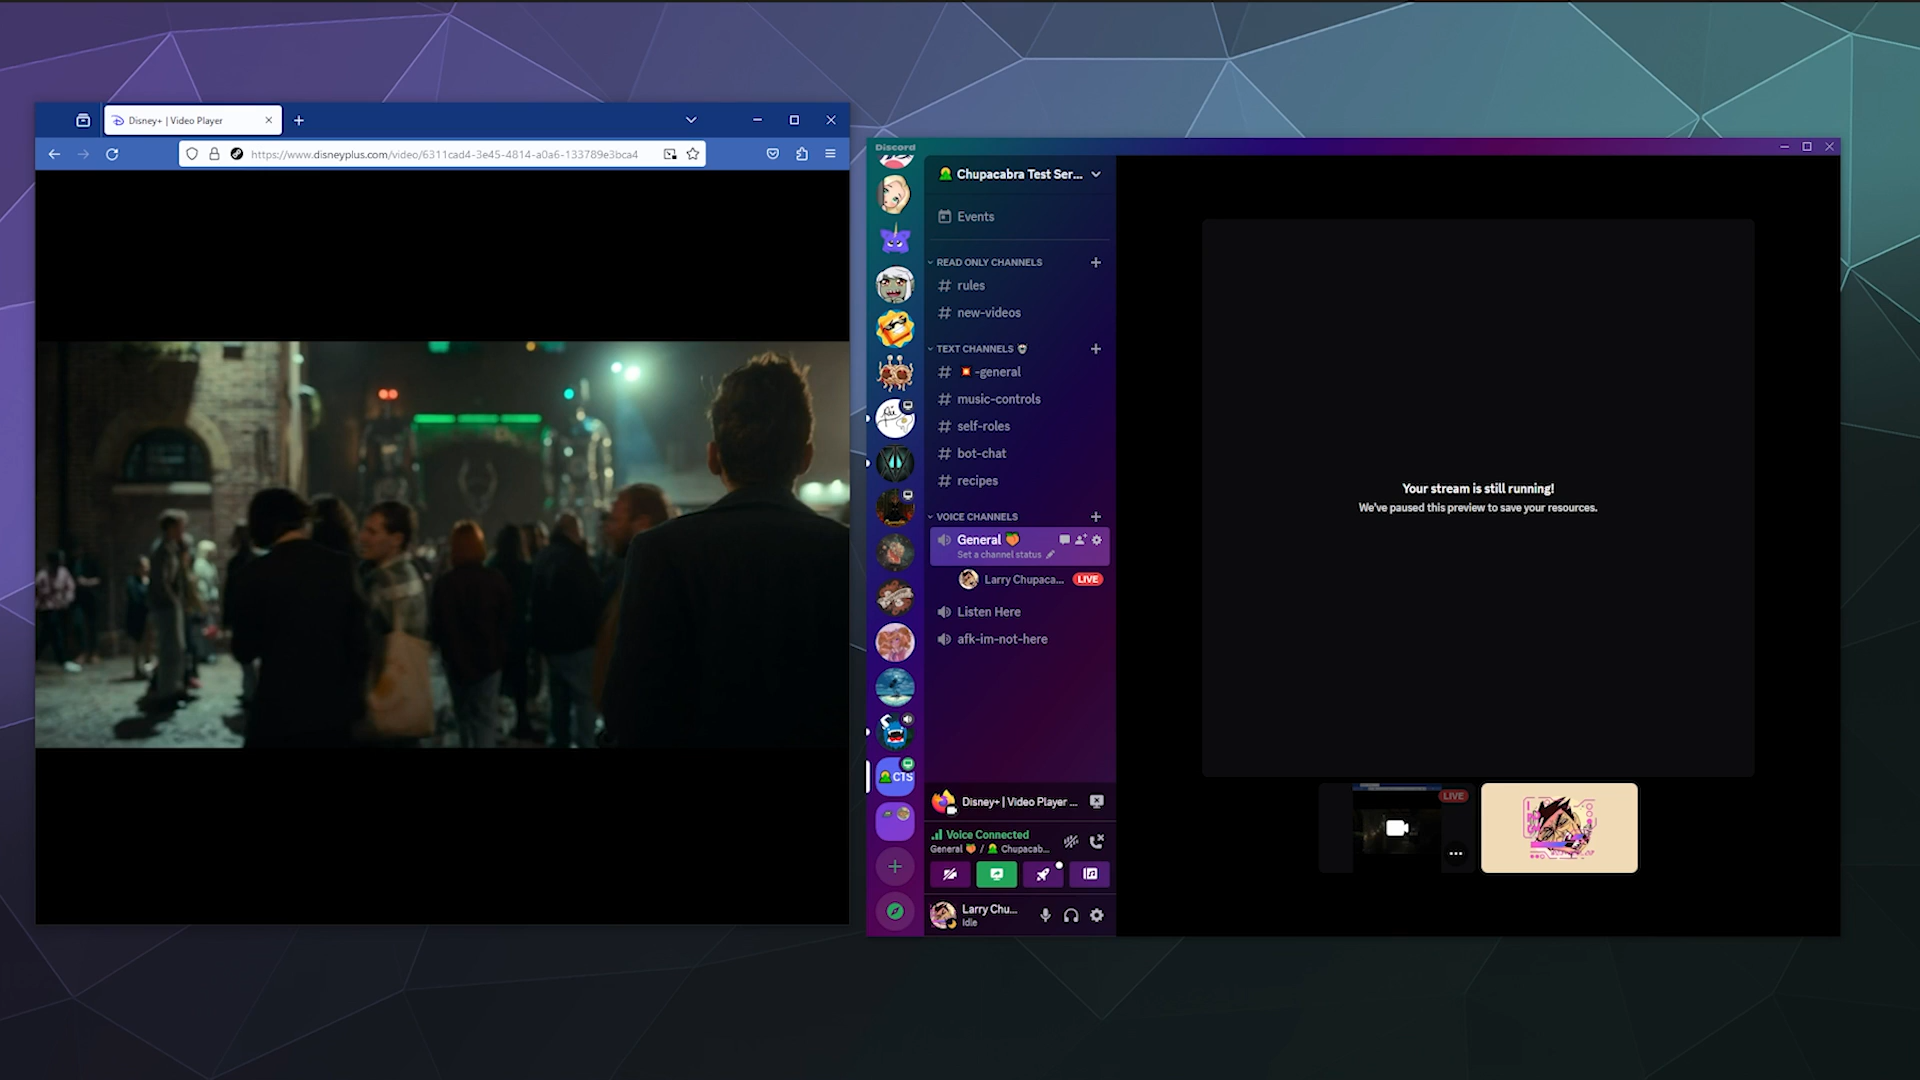 Disney+ | Video Player
https://www.disneyplus.com/video/6311cad4-3e45-4814-a0a6-133789e3bca4
Discord
Chupacabra Test Ser...
Events
READ ONLY CHANNELS
rules
new-videos
TEXT CHANNELS
-general
music-controls
self-roles
bot-chat
recipes
VOICE CHANNELS
General
Set a channel status
Larry Chupaca... LIVE
Listen Here
afk-im-not-here
CTS
Disney+ | Video Player ...
Voice Connected
General / Chupacab...
Larry Chu...
Idle
Your stream is still running!
We've paused this preview to save your resources.
LIVE